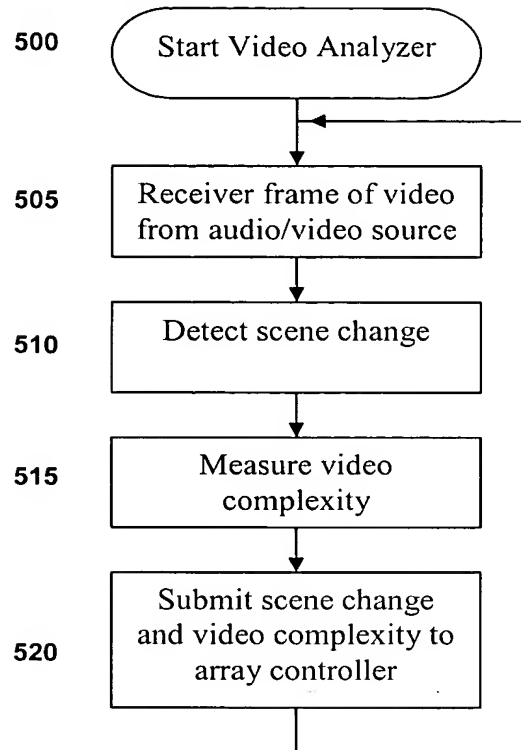 500
Start Video Analyzer
505
Receiver frame of video
from audio/video source
510
Detect scene change
515
Measure video
complexity
520
Submit scene change
and video complexity to
array controller